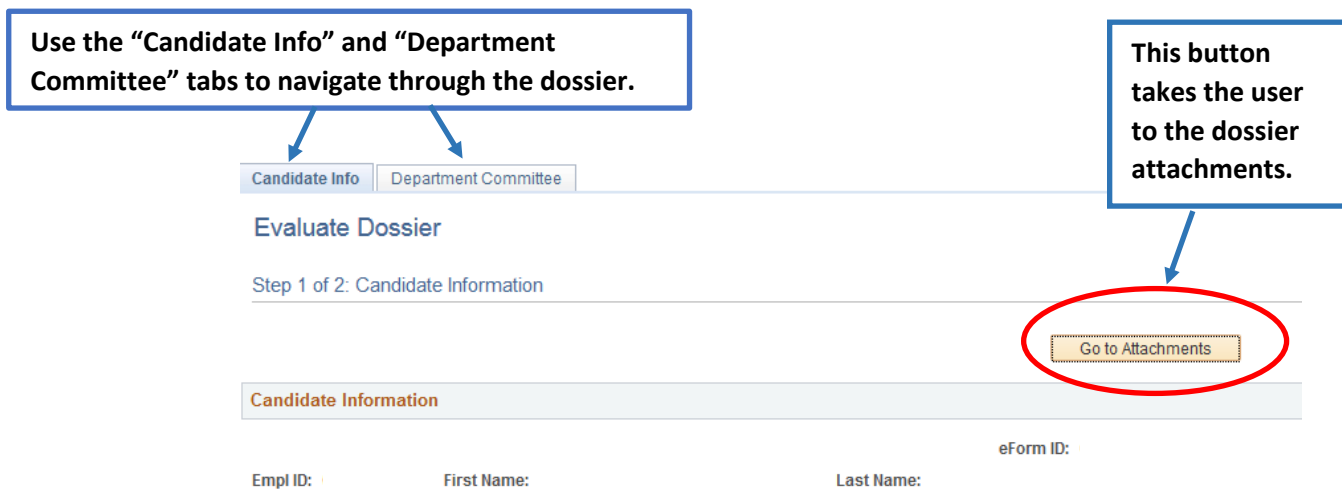 Use the “Candidate Info” and “Department
Committee” tabs to navigate through the dossier.
This button
takes the user
to the dossier
attachments.
Candidate Info Department Committee
Evaluate Dossier
Step 1 of 2: Candidate Information
Go to Attachments
Candidate Information
eForm ID:
Empl ID: First Name: Last Name: